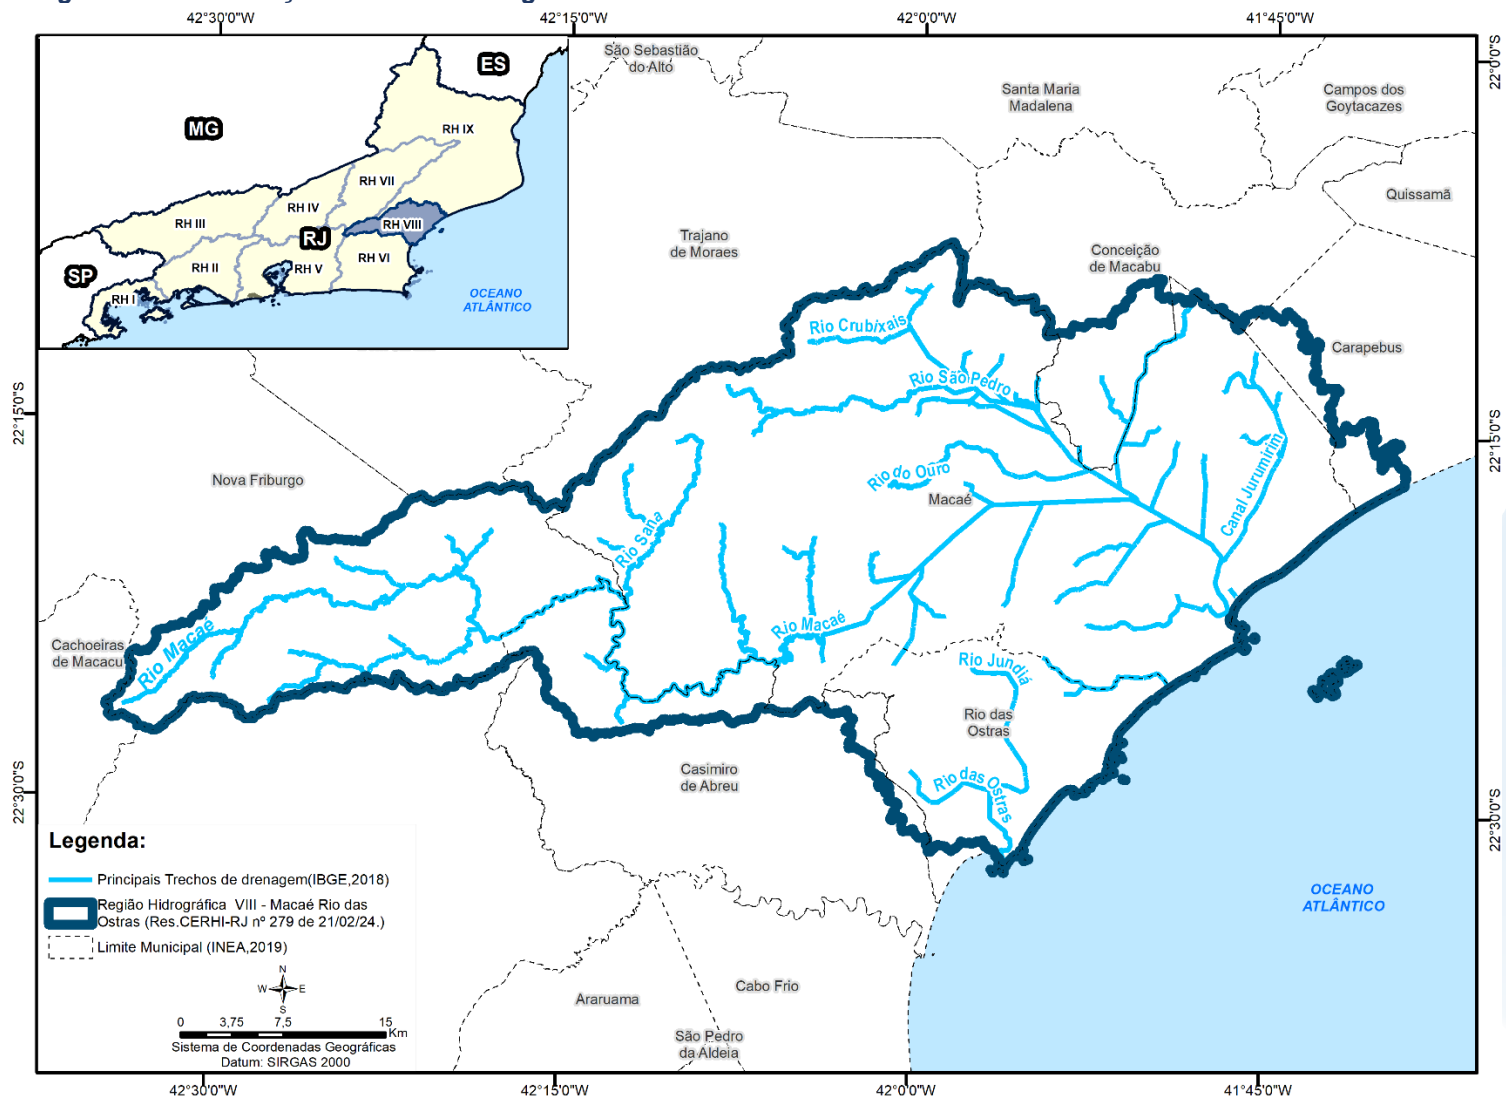 42°30'0"W
42°15'0"W
42°0'0"W
41°45'0"W
22°0'0"S
22°15'0"S
22°15'0"S
22°30'0"S
22°30'0"S
ES
MG
RH IX
RH VII
RH IV
RH III
RH VIII
RJ
SP
RH II
RH V
RH VI
RH I
OCEANO
ATLÂNTICO
São Sebastião
do Alto
Santa Maria
Madalena
Campos dos
Goytacazes
Quissamã
Trajano
de Moraes
Conceição
de Macabu
Carapebus
Rio Crubixais
Rio São Pedro
Nova Friburgo
Rio do Ouro
Macaé
Canal Jurumirim
Rio Sana
Rio Macaé
Rio Macaé
Cachoeiras
de Macacu
Rio Jundiá
Rio das
Ostras
Rio das Ostras
Casimiro
de Abreu
OCEANO
ATLÂNTICO
Cabo Frio
Araruama
São Pedro
da Aldeia
Legenda:
Principais Trechos de drenagem(IBGE,2018)
Região Hidrográfica VIII - Macaé Rio das
Ostras (Res.CERHI-RJ nº 279 de 21/02/24.)
Limite Municipal (INEA,2019)
N
W E
S
0 3,75 7,5 15
Km
Sistema de Coordenadas Geográficas
Datum: SIRGAS 2000
42°30'0"W
42°15'0"W
42°0'0"W
41°45'0"W